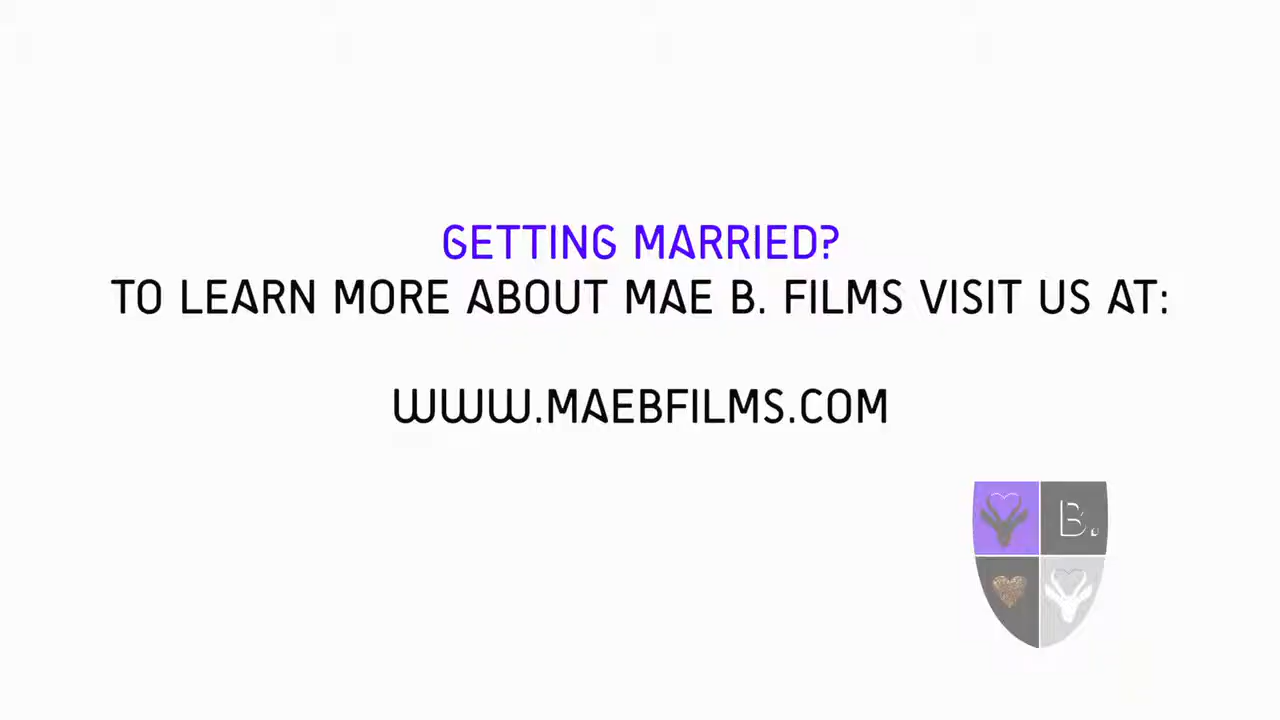 GETTING MARRIED?
TO LEARN MORE ABOUT MAE B. FILMS VISIT US AT:
WWW.MAEBFILMS.COM
B.